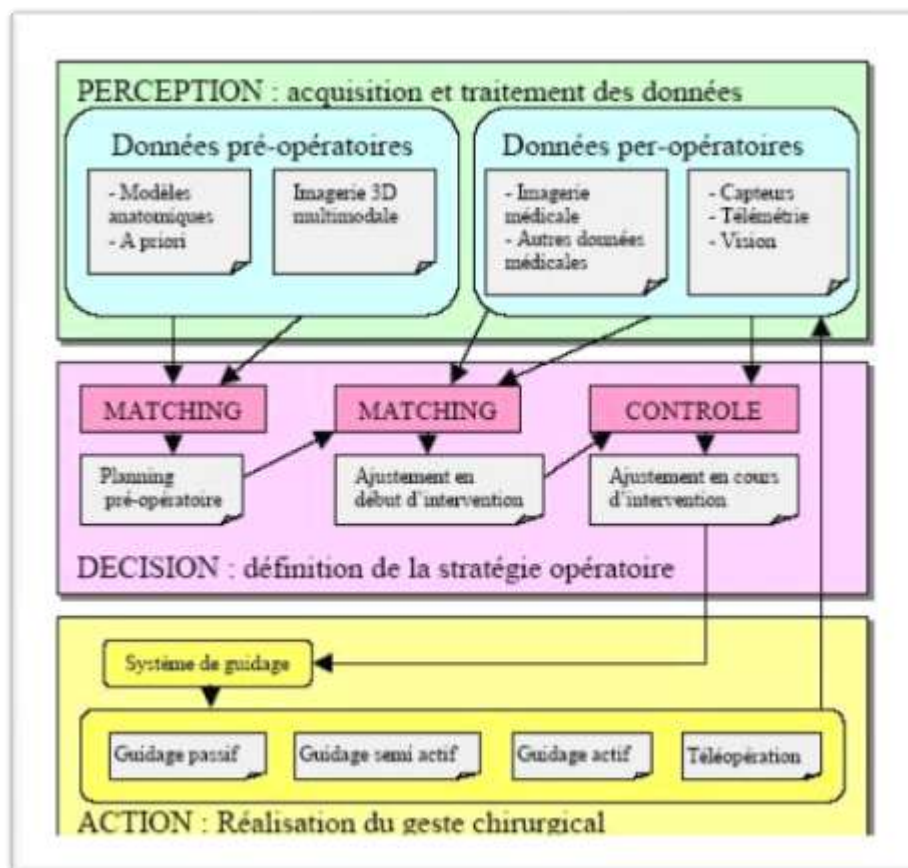 PERCEPTION : acquisition et traitement des données
Données pré-opératoires
- Modèles
anatomiques
- A priori
Imagerie 3D
multimodale
Données per-opératoires
- Imagerie
médicale
- Autres données
médicales
- Capteurs
- Télémétrie
- Vision
MATCHING
MATCHING
CONTROLE
Planning
pré-opératoire
Ajustement en
début d'intervention
Ajustement en cours
d'intervention
DECISION : définition de la stratégie opératoire
Système de guidage
Guidage passif
Guidage semi actif
Guidage actif
Téléopération
ACTION : Réalisation du geste chirurgical